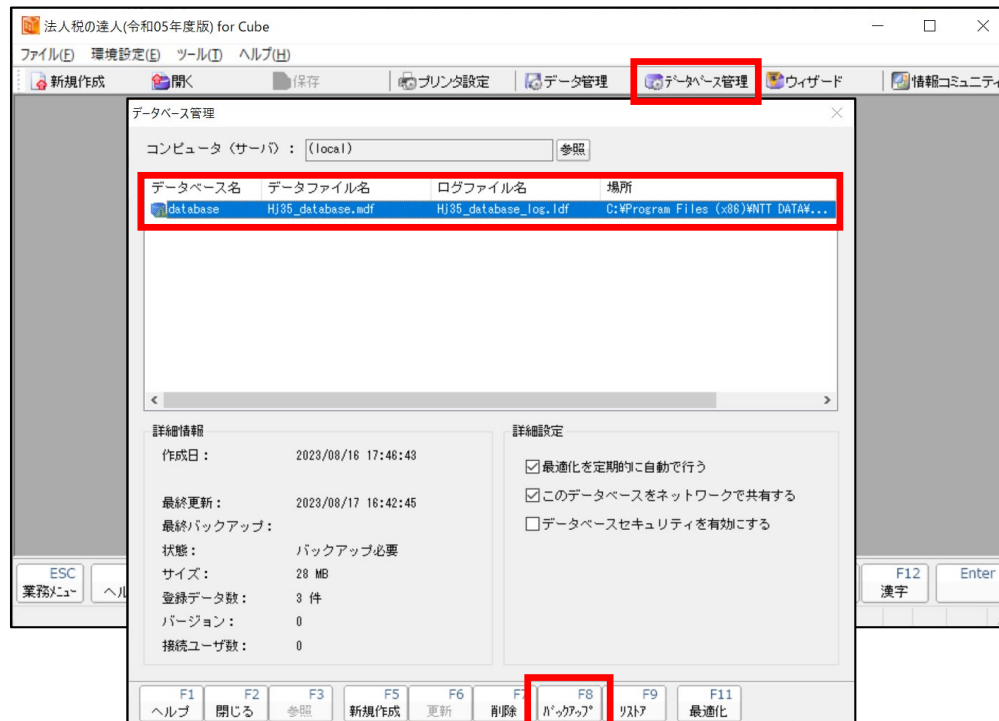 法人税の達人(令和05年度版) for Cube
ファイル(F) 環境設定(E) ツール(T) ヘルプ(H)
新規作成 開く 保存 プリンタ設定 データ管理 データベース管理 ウィザード 情報コミュニティ
データベース管理
コンピュータ（サーバ）： (local) 参照
データベース名 データファイル名 ログファイル名 場所
database Hj35_database.mdf Hj35_database_log.ldf C:¥Program Files (x86)¥NTT DATA¥...
詳細情報 詳細設定
作成日： 2023/08/16 17:46:43
最適化を定期的に自動で行う
このデータベースをネットワークで共有する
最終更新： 2023/08/17 16:42:45
最終バックアップ：
データベースセキュリティを有効にする
状態： バックアップ必要
サイズ： 28 MB
登録データ数： 3 件
バージョン： 0
接続ユーザ数： 0
ESC F12 Enter
業務ﾒﾆｭｰ ヘル 漢字
F1 F2 F3 F5 F6 F7 F8 F9 F11
ヘルプ 閉じる 参照 新規作成 更新 削除 ﾊﾞｯｸｱｯﾌﾟ ﾘｽﾄｱ 最適化